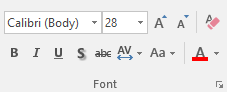 Calibri (Body) 28 A A A
B I U S abc AV Aa A
Font